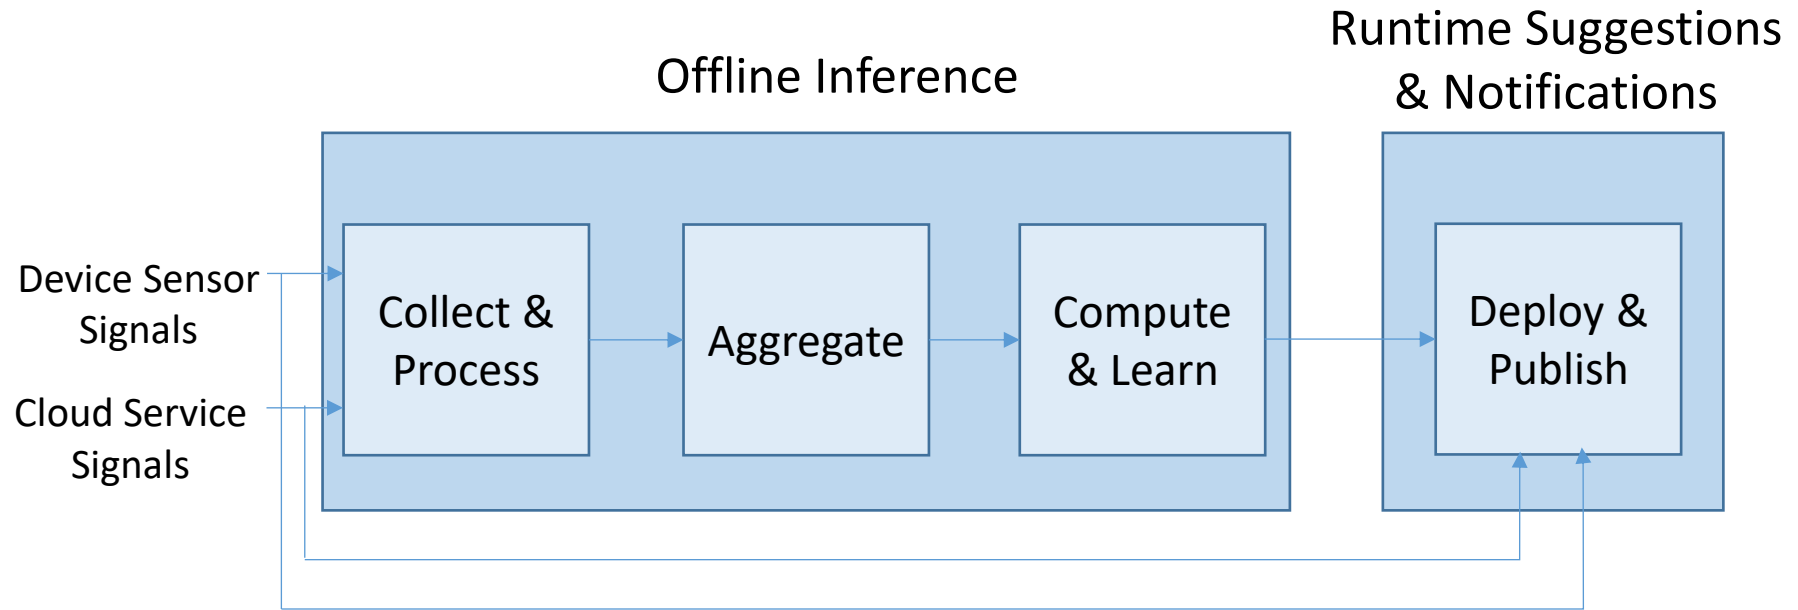 Runtime Suggestions
& Notifications
Offline Inference
Device Sensor
Signals
Cloud Service
Signals
Collect &
Process
Aggregate
Compute
& Learn
Deploy &
Publish